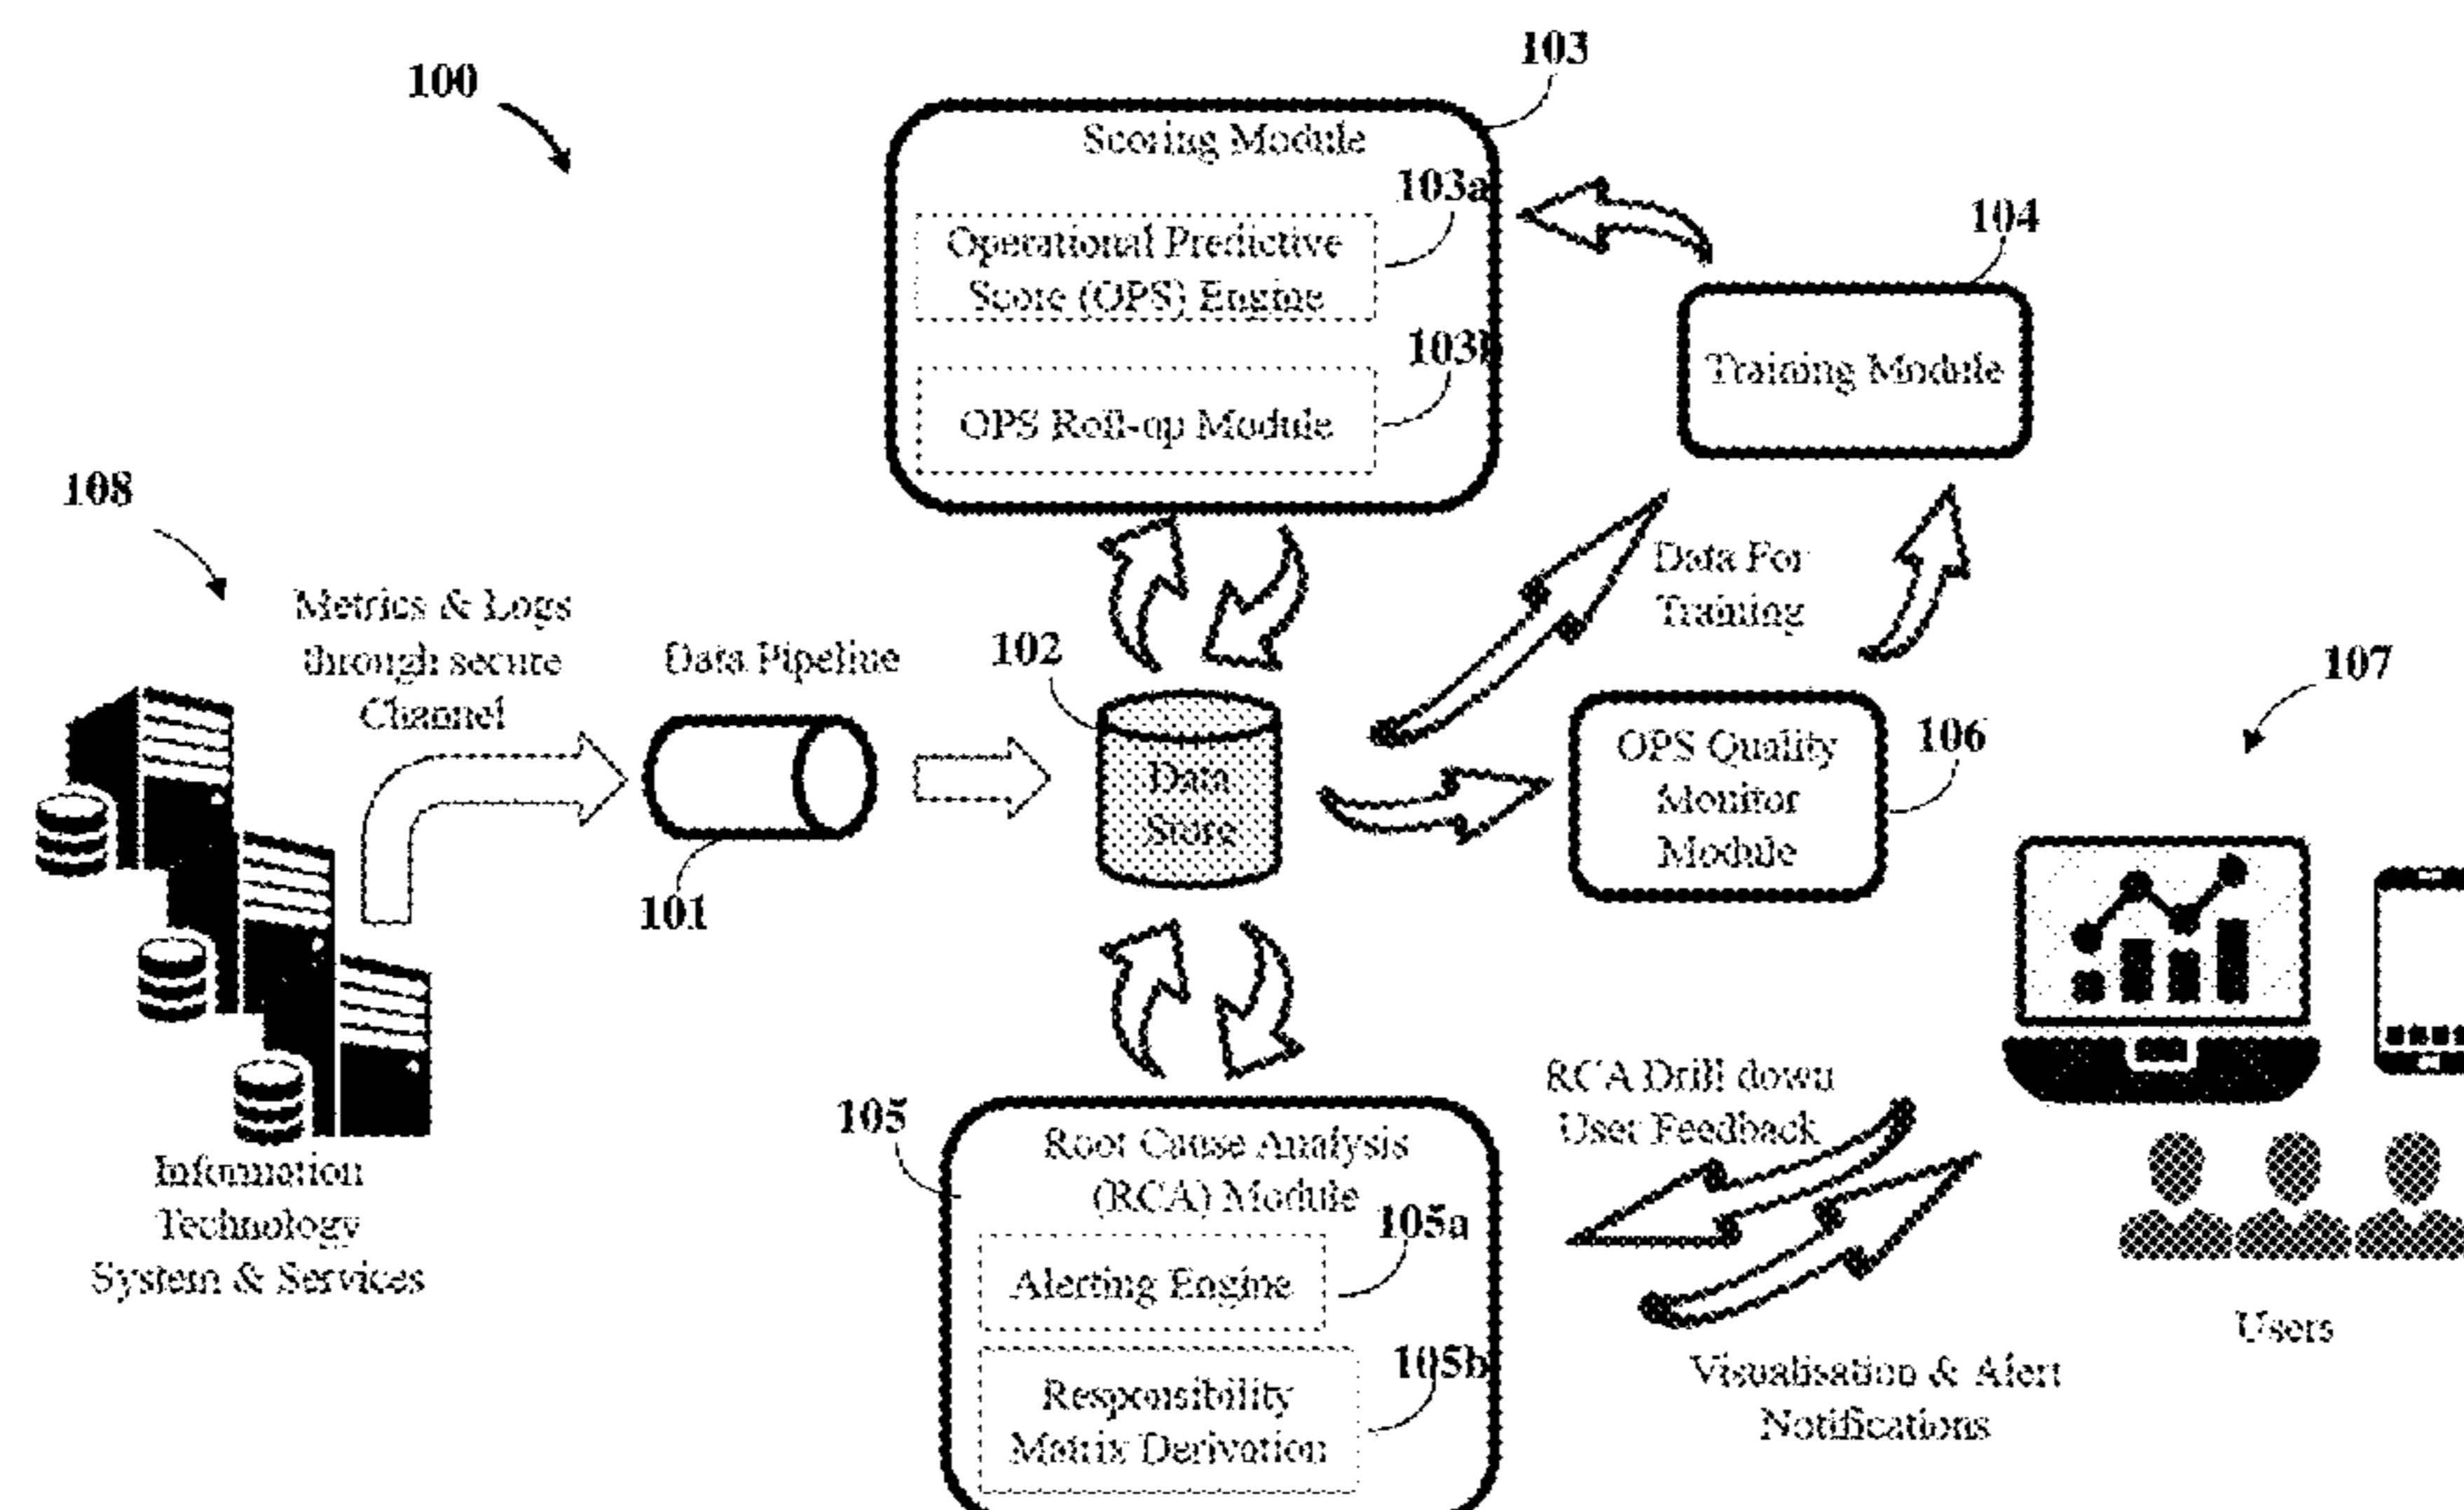 100
103
Scoring Module
103a
Operational Predictive
Score (OPS) Engine
103b
OPS Roll-up Module
104
Training Module
108
Metrics & Logs
through secure
Channel
Data Pipeline
101
102
Data
Store
Data For
Training
OPS Quality
Monitor
Module
106
107
Information
Technology
System & Services
105
Root Cause Analysis
(RCA) Module
105a
Alerting Engine
105b
Responsibility
Matrix Derivation
RCA Drill down
User Feedback
Visualisation & Alert
Notifications
Users